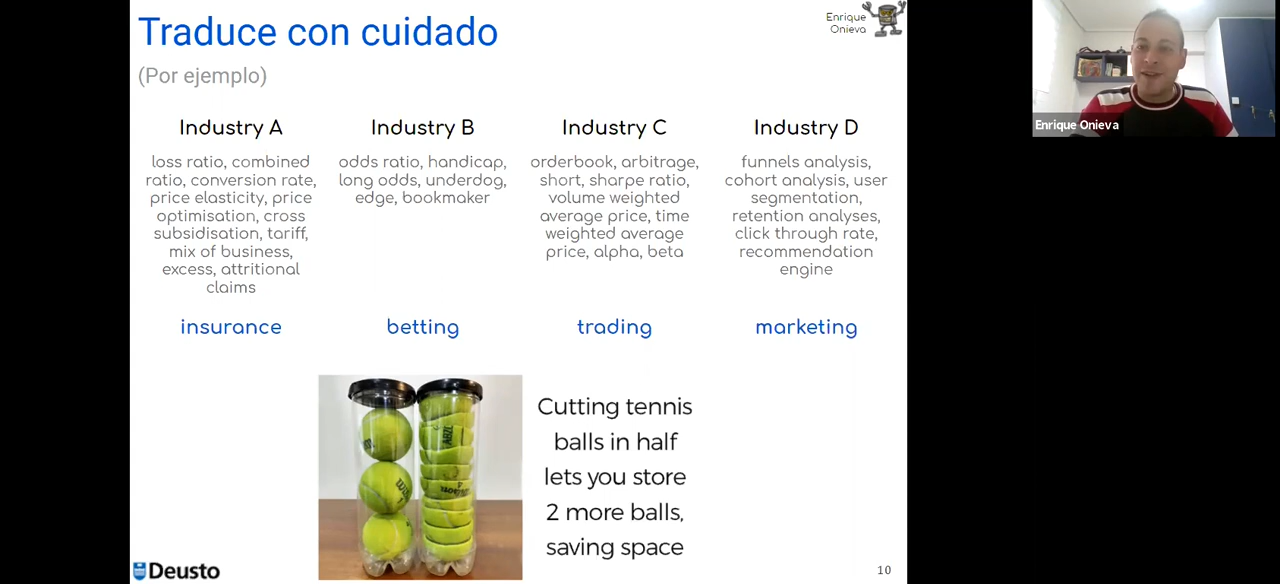 Traduce con cuidado
(Por ejemplo)
Enrique
Onieva
Industry A
loss ratio, combined
ratio, conversion rate,
price elasticity, price
optimisation, cross
subsidisation, tariff,
mix of business,
excess, attritional
claims
insurance
Industry B
odds ratio, handicap,
long odds, underdog,
edge, bookmaker
betting
Industry C
orderbook, arbitrage,
short, sharpe ratio,
volume weighted
average price, time
weighted average
price, alpha, beta
trading
Industry D
funnels analysis,
cohort analysis, user
segmentation,
retention analyses,
click through rate,
recommendation
engine
marketing
Cutting tennis
balls in half
lets you store
2 more balls,
saving space
Deusto
10
Enrique Onieva